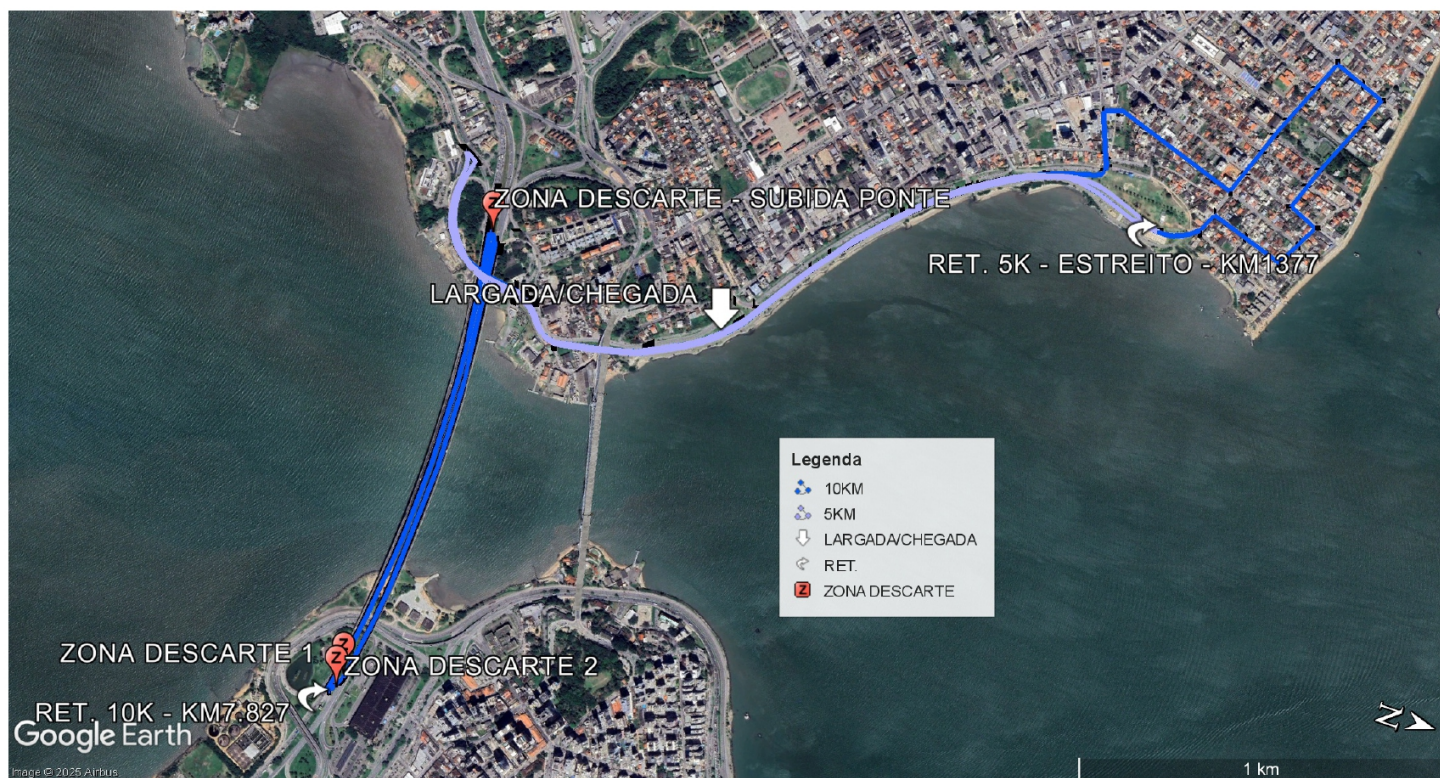 ZONA DESCARTE - SUBIDA PONTE
RET. 5K - ESTREITO - KM1377
LARGADA/CHEGADA
Legenda
10KM
5KM
LARGADA/CHEGADA
RET.
Z ZONA DESCARTE
Z
Z
ZONA DESCARTE 1
ZONA DESCARTE 2
RET. 10K - KM7.827
Google Earth
N
Image © 2025 Airbus
1 km